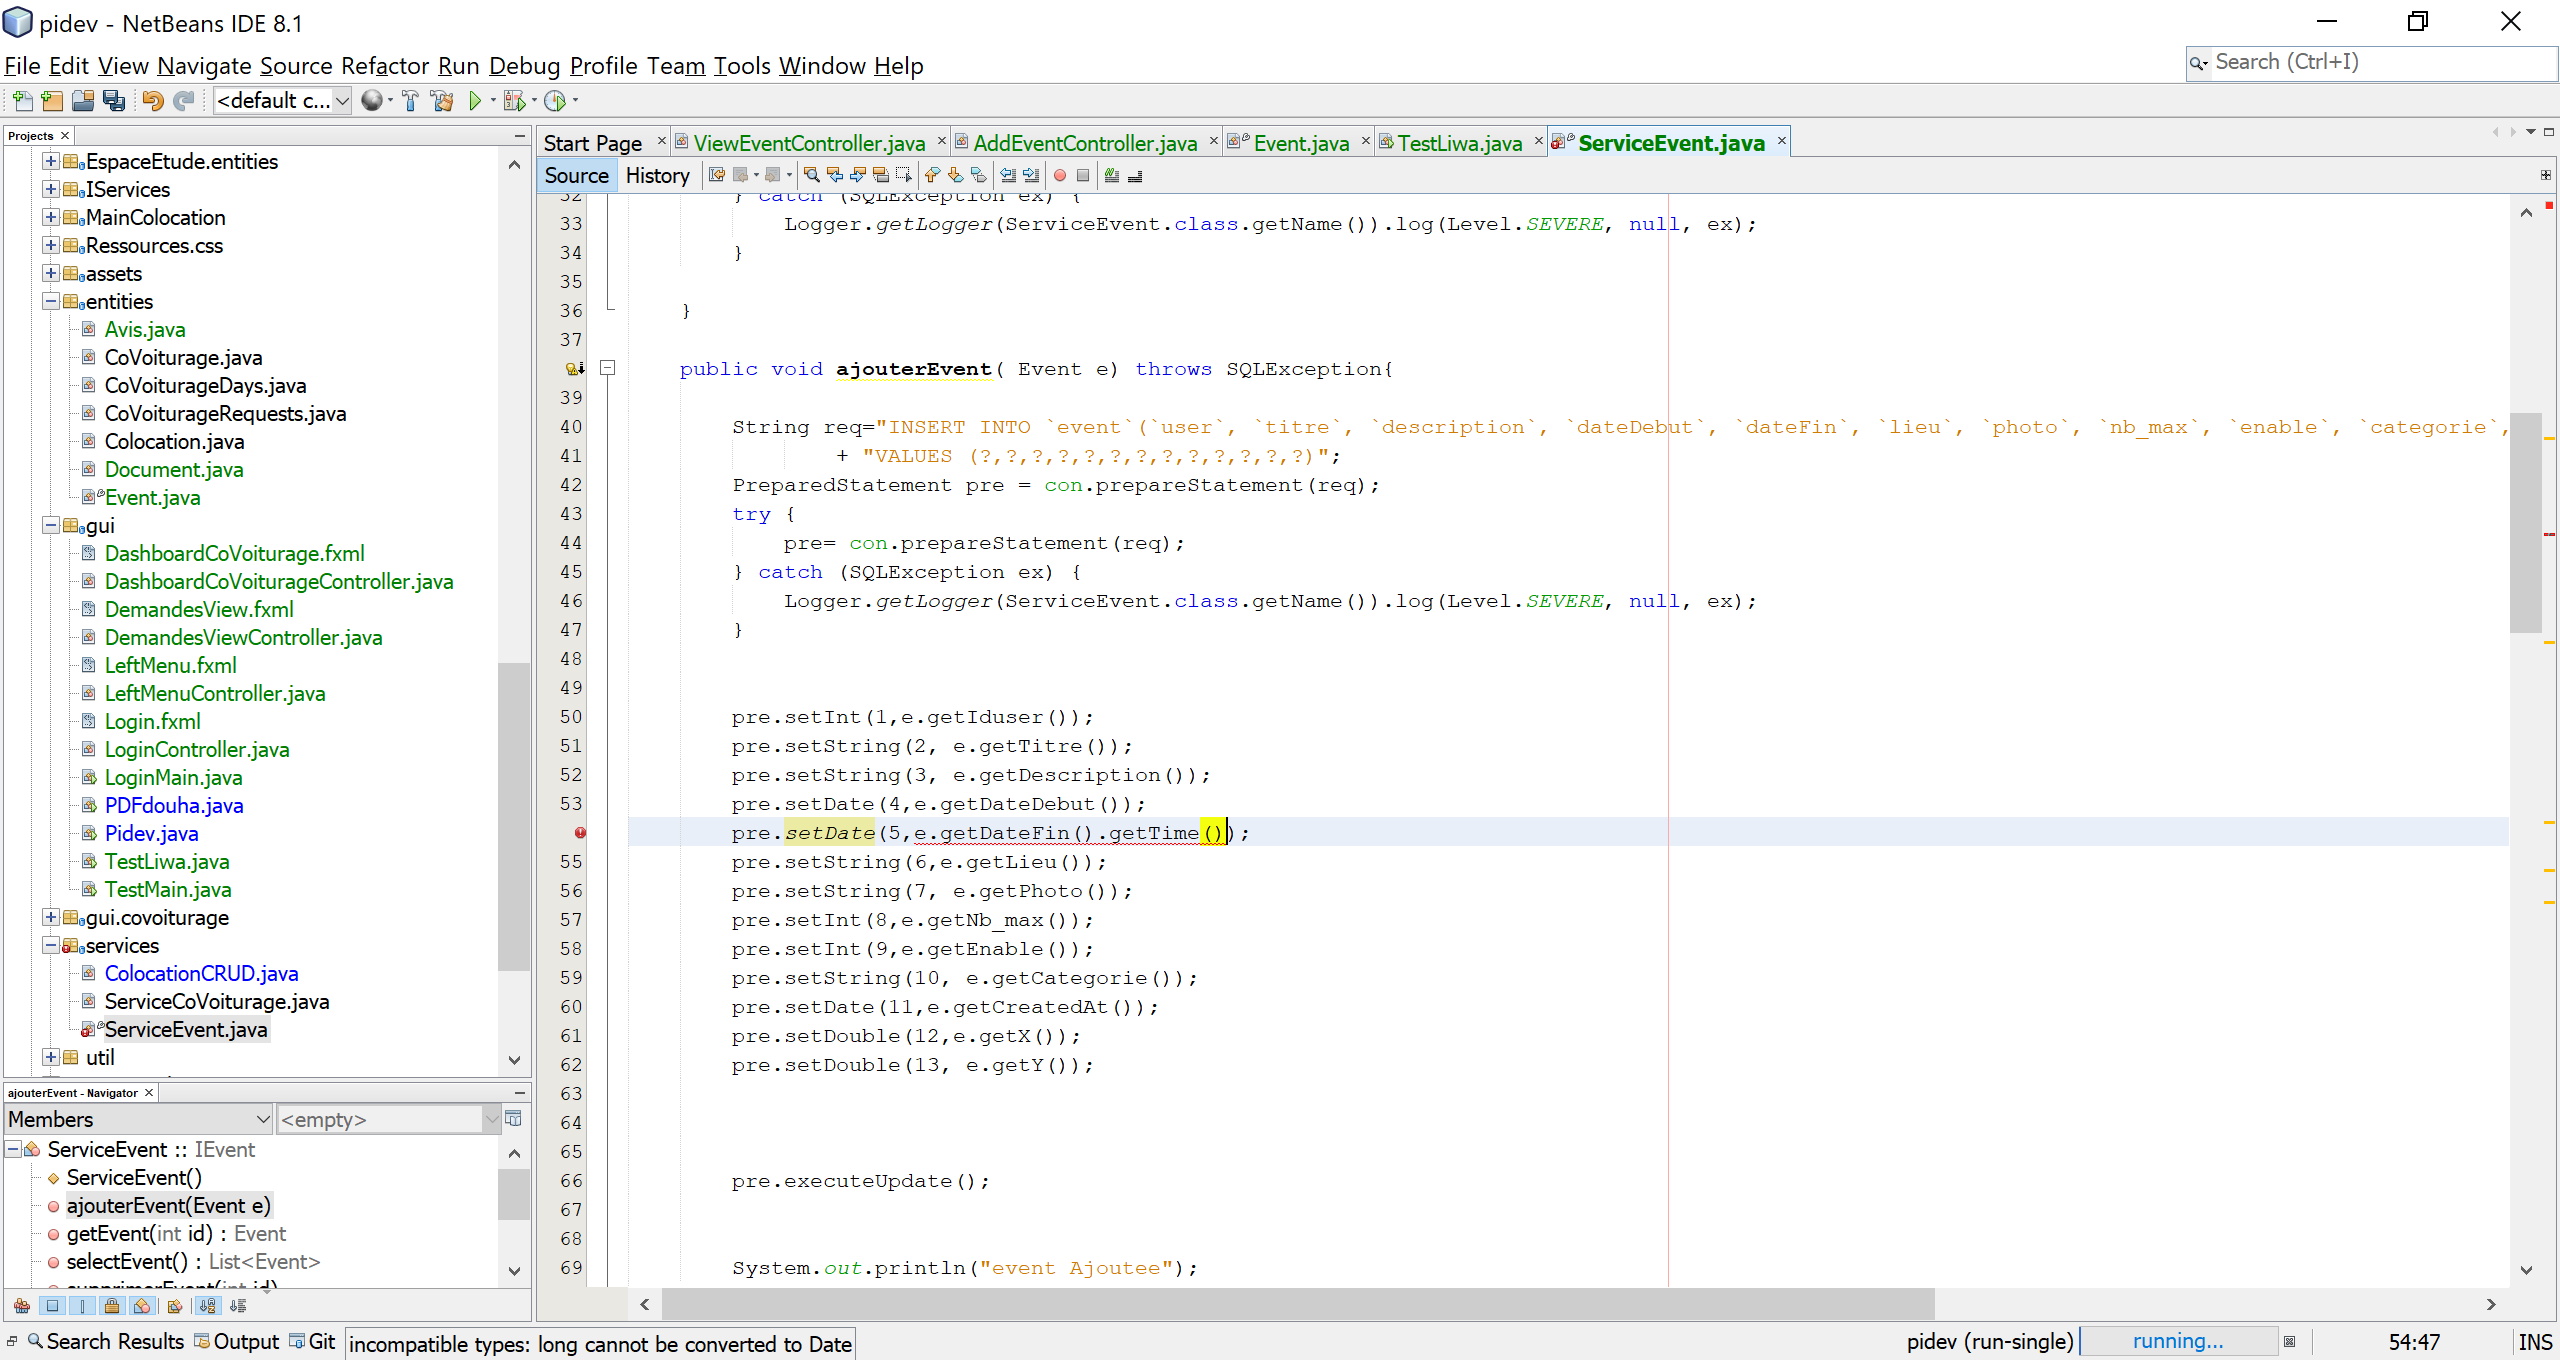 pidev - NetBeans IDE 8.1
File Edit View Navigate Source Refactor Run Debug Profile Team Tools Window Help
Search (Ctrl+I)
<default c...
Projects
EspaceEtude.entities
IServices
MainColocation
Ressources.css
assets
entities
Avis.java
CoVoiturage.java
CoVoiturageDays.java
CoVoiturageRequests.java
Colocation.java
Document.java
Event.java
gui
DashboardCoVoiturage.fxml
DashboardCoVoiturageController.java
DemandesView.fxml
DemandesViewController.java
LeftMenu.fxml
LeftMenuController.java
Login.fxml
LoginController.java
LoginMain.java
PDFdouha.java
Pidev.java
TestLiwa.java
TestMain.java
gui.covoiturage
services
ColocationCRUD.java
ServiceCoVoiturage.java
ServiceEvent.java
util
ajouterEvent - Navigator
Members
<empty>
ServiceEvent :: IEvent
ServiceEvent()
ajouterEvent(Event e)
getEvent(int id) : Event
selectEvent() : List<Event>
supprimerEvent(int id)
Start Page ViewEventController.java AddEventController.java Event.java TestLiwa.java ServiceEvent.java
Source History
32 } catch (SQLException ex) {
33 Logger.getLogger(ServiceEvent.class.getName()).log(Level.SEVERE, null, ex);
34 }
35
36 }
37
public void ajouterEvent( Event e) throws SQLException{
39
40 String req="INSERT INTO `event`(`user`, `titre`, `description`, `dateDebut`, `dateFin`, `lieu`, `photo`, `nb_max`, `enable`, `categorie`,
41 + "VALUES (?,?,?,?,?,?,?,?,?,?,?,?,?)";
42 PreparedStatement pre = con.prepareStatement(req);
43 try {
44 pre= con.prepareStatement(req);
45 } catch (SQLException ex) {
46 Logger.getLogger(ServiceEvent.class.getName()).log(Level.SEVERE, null, ex);
47 }
48
49
50 pre.setInt(1,e.getIduser());
51 pre.setString(2, e.getTitre());
52 pre.setString(3, e.getDescription());
53 pre.setDate(4,e.getDateDebut());
pre.setDate(5,e.getDateFin().getTime());
55 pre.setString(6,e.getLieu());
56 pre.setString(7, e.getPhoto());
57 pre.setInt(8,e.getNb_max());
58 pre.setInt(9,e.getEnable());
59 pre.setString(10, e.getCategorie());
60 pre.setDate(11,e.getCreatedAt());
61 pre.setDouble(12,e.getX());
62 pre.setDouble(13, e.getY());
63
64
65
66 pre.executeUpdate();
67
68
69 System.out.println("event Ajoutee");
Search Results Output Git incompatible types: long cannot be converted to Date
pidev (run-single) running... 54:47 INS